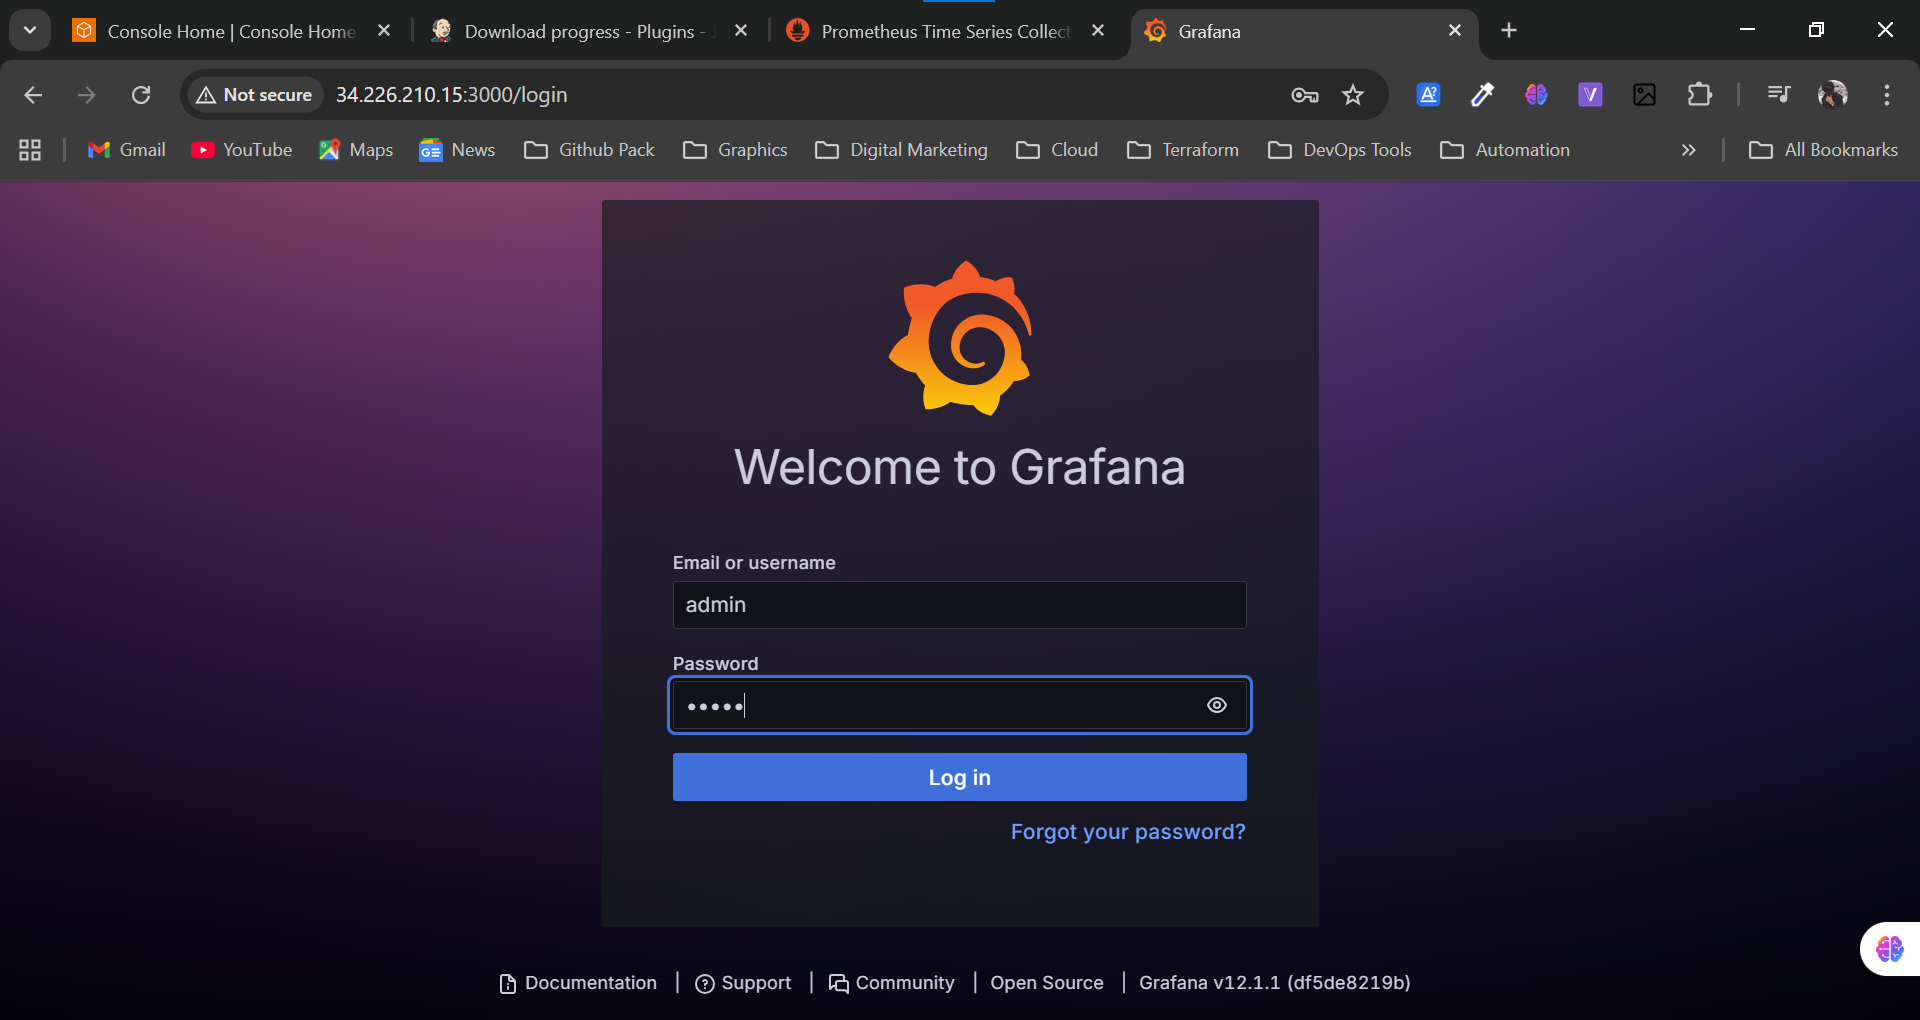 Console Home | Console Home
Download progress - Plugins -
Prometheus Time Series Collect
Grafana
Not secure
34.226.210.15:3000/login
Gmail
YouTube
Maps
News
Github Pack
Graphics
Digital Marketing
Cloud
Terraform
DevOps Tools
Automation
All Bookmarks
Welcome to Grafana
Email or username
admin
Password
•••••
Log in
Forgot your password?
Documentation | Support | Community | Open Source | Grafana v12.1.1 (df5de8219b)